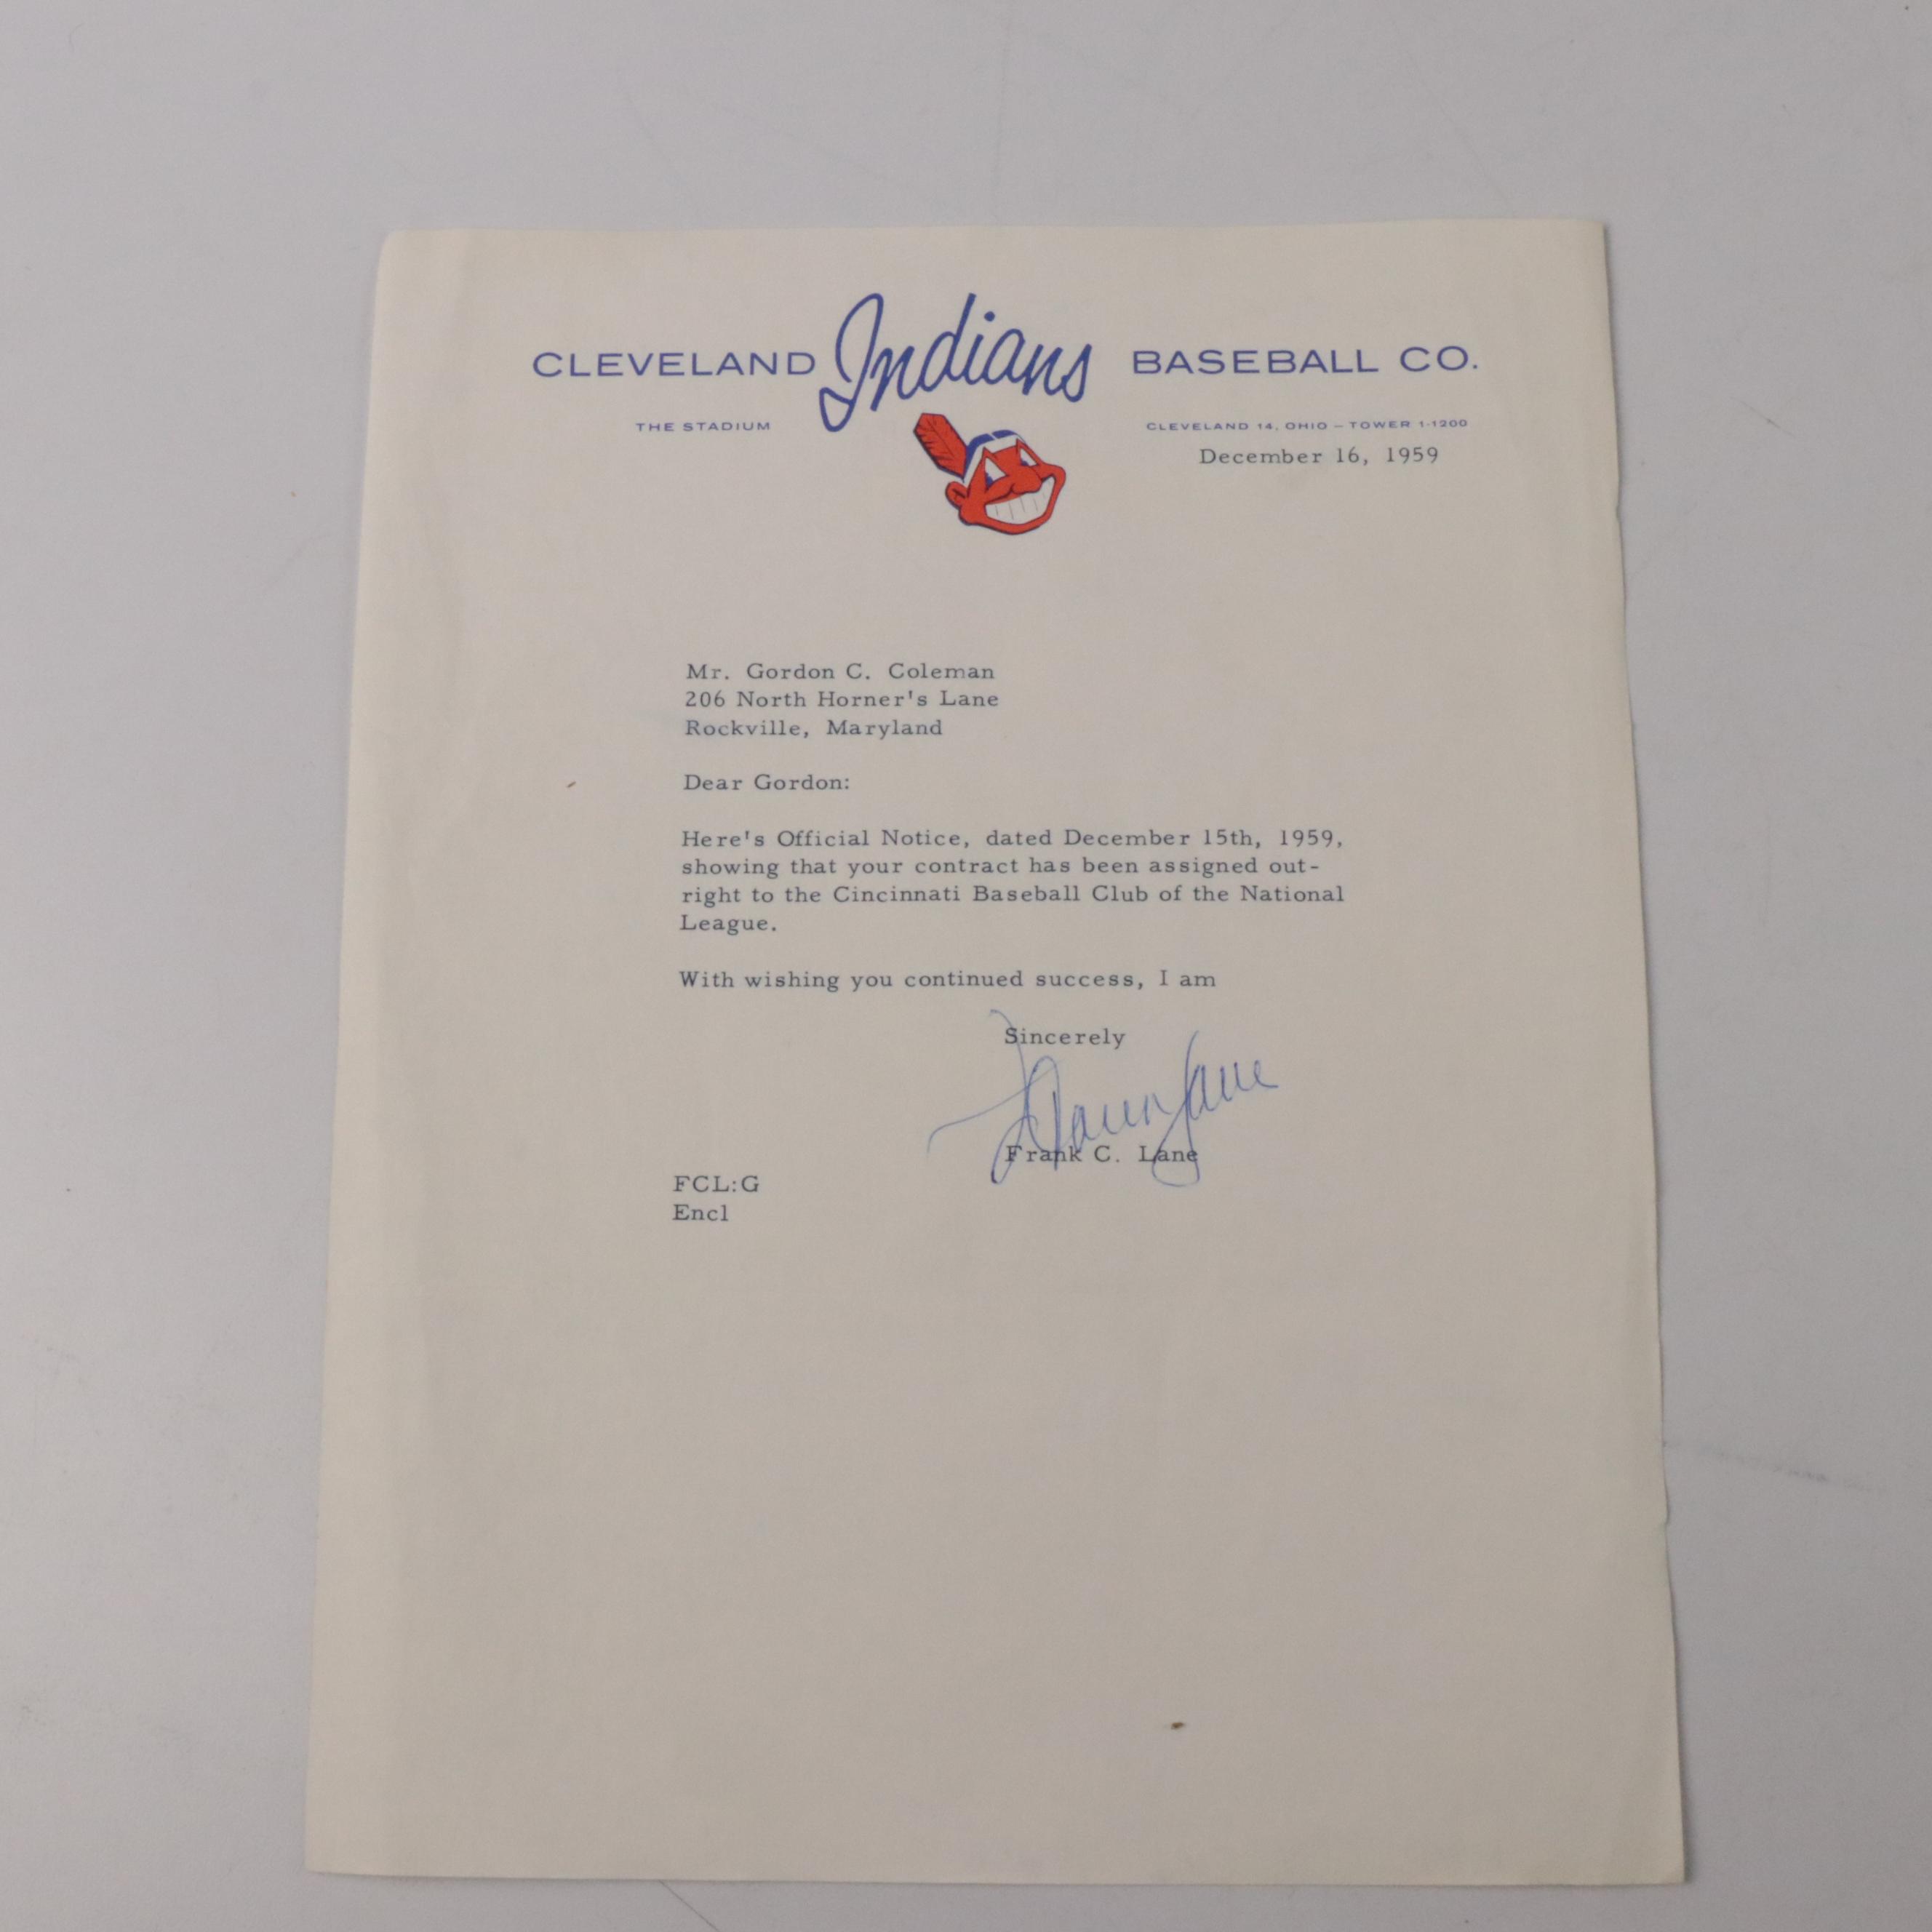 CLEVELAND Indians BASEBALL CO.
THE STADIUM
CLEVELAND 14, OHIO – TOWER 1-1200
December 16, 1959
Mr. Gordon C. Coleman
206 North Horner's Lane
Rockville, Maryland
Dear Gordon:
Here's Official Notice, dated December 15th, 1959,
showing that your contract has been assigned out-
right to the Cincinnati Baseball Club of the National
League.
With wishing you continued success, I am
Sincerely
Frank Lane
Frank C. Lane
FCL:G
Encl